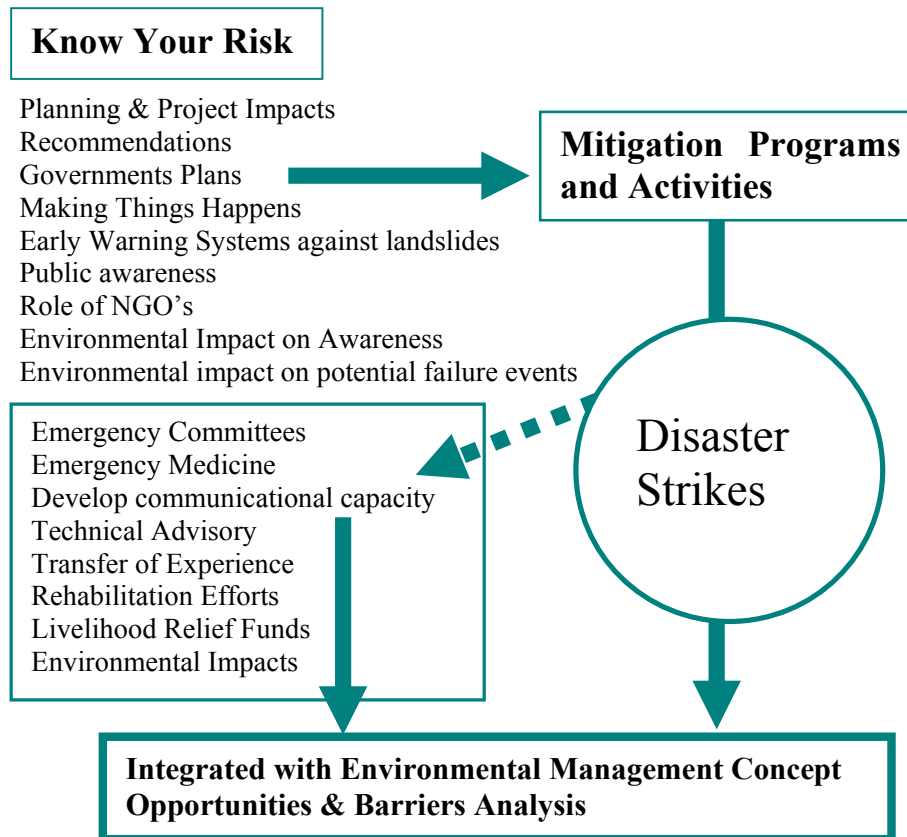 Know Your Risk
Planning & Project Impacts
Recommendations
Governments Plans
Making Things Happens
Early Warning Systems against landslides
Public awareness
Role of NGO’s
Environmental Impact on Awareness
Environmental impact on potential failure events
Mitigation Programs
and Activities
Disaster
Strikes
Emergency Committees
Emergency Medicine
Develop communicational capacity
Technical Advisory
Transfer of Experience
Rehabilitation Efforts
Livelihood Relief Funds
Environmental Impacts
Integrated with Environmental Management Concept
Opportunities & Barriers Analysis